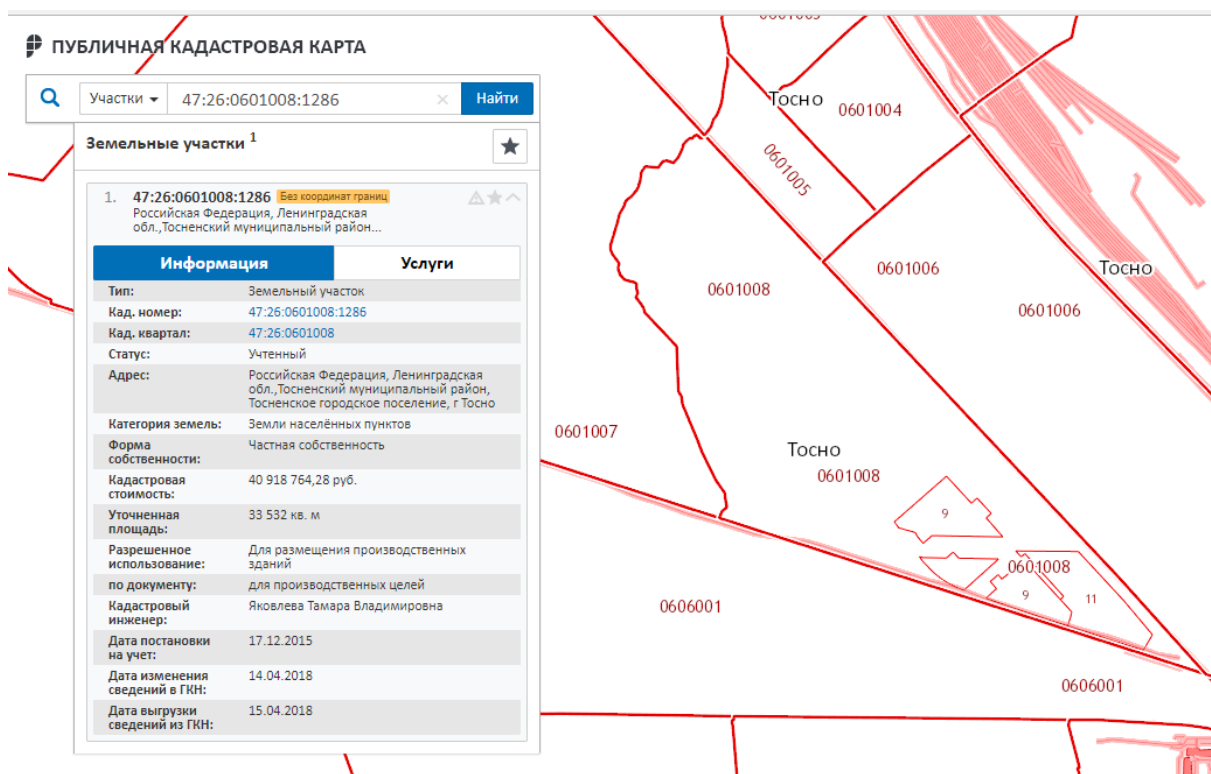 ПУБЛИЧНАЯ КАДАСТРОВАЯ КАРТА
Участки 47:26:0601008:1286 × Найти
Земельные участки 1
1. 47:26:0601008:1286 Без координат границ
Российская Федерация, Ленинградская
обл.,Тосненский муниципальный район...
Информация Услуги
Тип: Земельный участок
Кад. номер: 47:26:0601008:1286
Кад. квартал: 47:26:0601008
Статус: Учтенный
Адрес: Российская Федерация, Ленинградская
обл.,Тосненский муниципальный район,
Тосненское городское поселение, г Тосно
Категория земель: Земли населённых пунктов
Форма
собственности: Частная собственность
Кадастровая
стоимость: 40 918 764,28 руб.
Уточненная
площадь: 33 532 кв. м
Разрешенное
использование: Для размещения производственных
зданий
по документу: для производственных целей
Кадастровый
инженер: Яковлева Тамара Владимировна
Дата постановки
на учет: 17.12.2015
Дата изменения
сведений в ГКН: 14.04.2018
Дата выгрузки
сведений из ГКН: 15.04.2018
Тосно
0601004
0601005
0601006
Тосно
0601008
0601006
0601007
Тосно
0601008
9
0601008
9
11
0606001
0606001